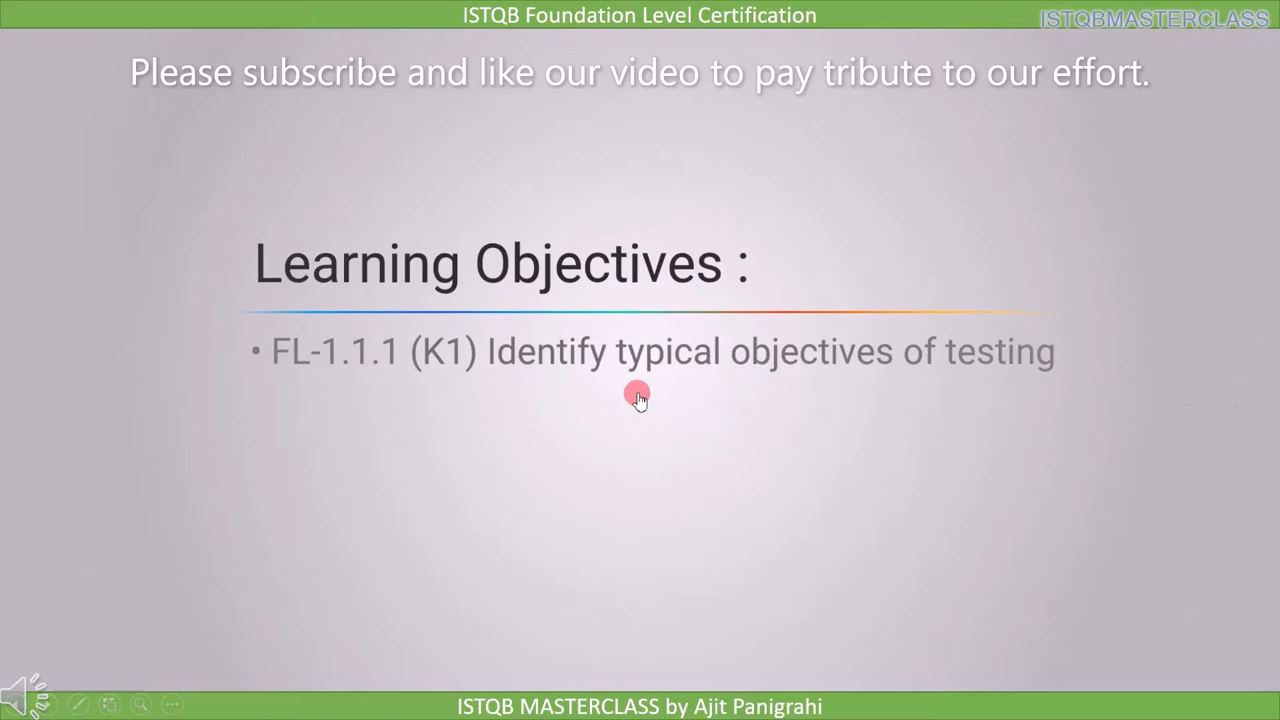 ISTQB Foundation Level Certification
ISTQBMASTERCLASS
Please subscribe and like our video to pay tribute to our effort.
Learning Objectives :
• FL-1.1.1 (K1) Identify typical objectives of testing
ISTQB MASTERCLASS by Ajit Panigrahi